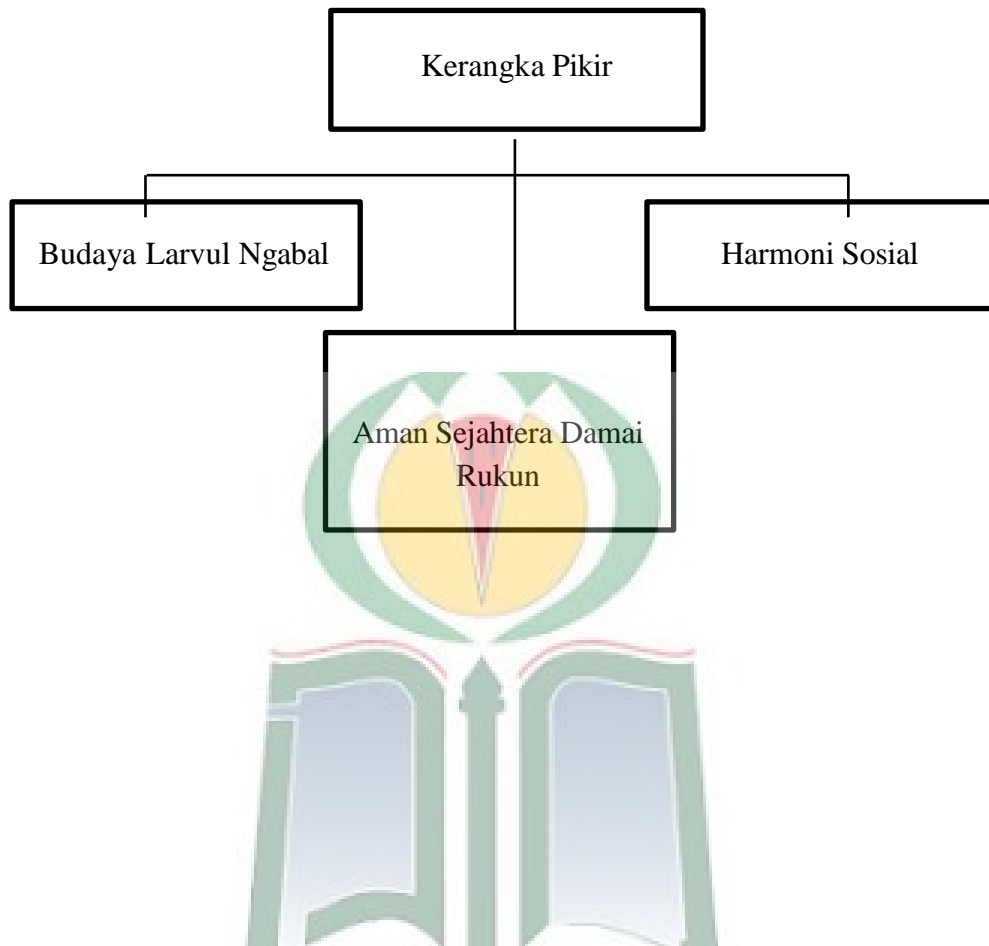 Kerangka Pikir
Budaya Larvul Ngabal
Harmoni Sosial
Aman Sejahtera Damai
Rukun